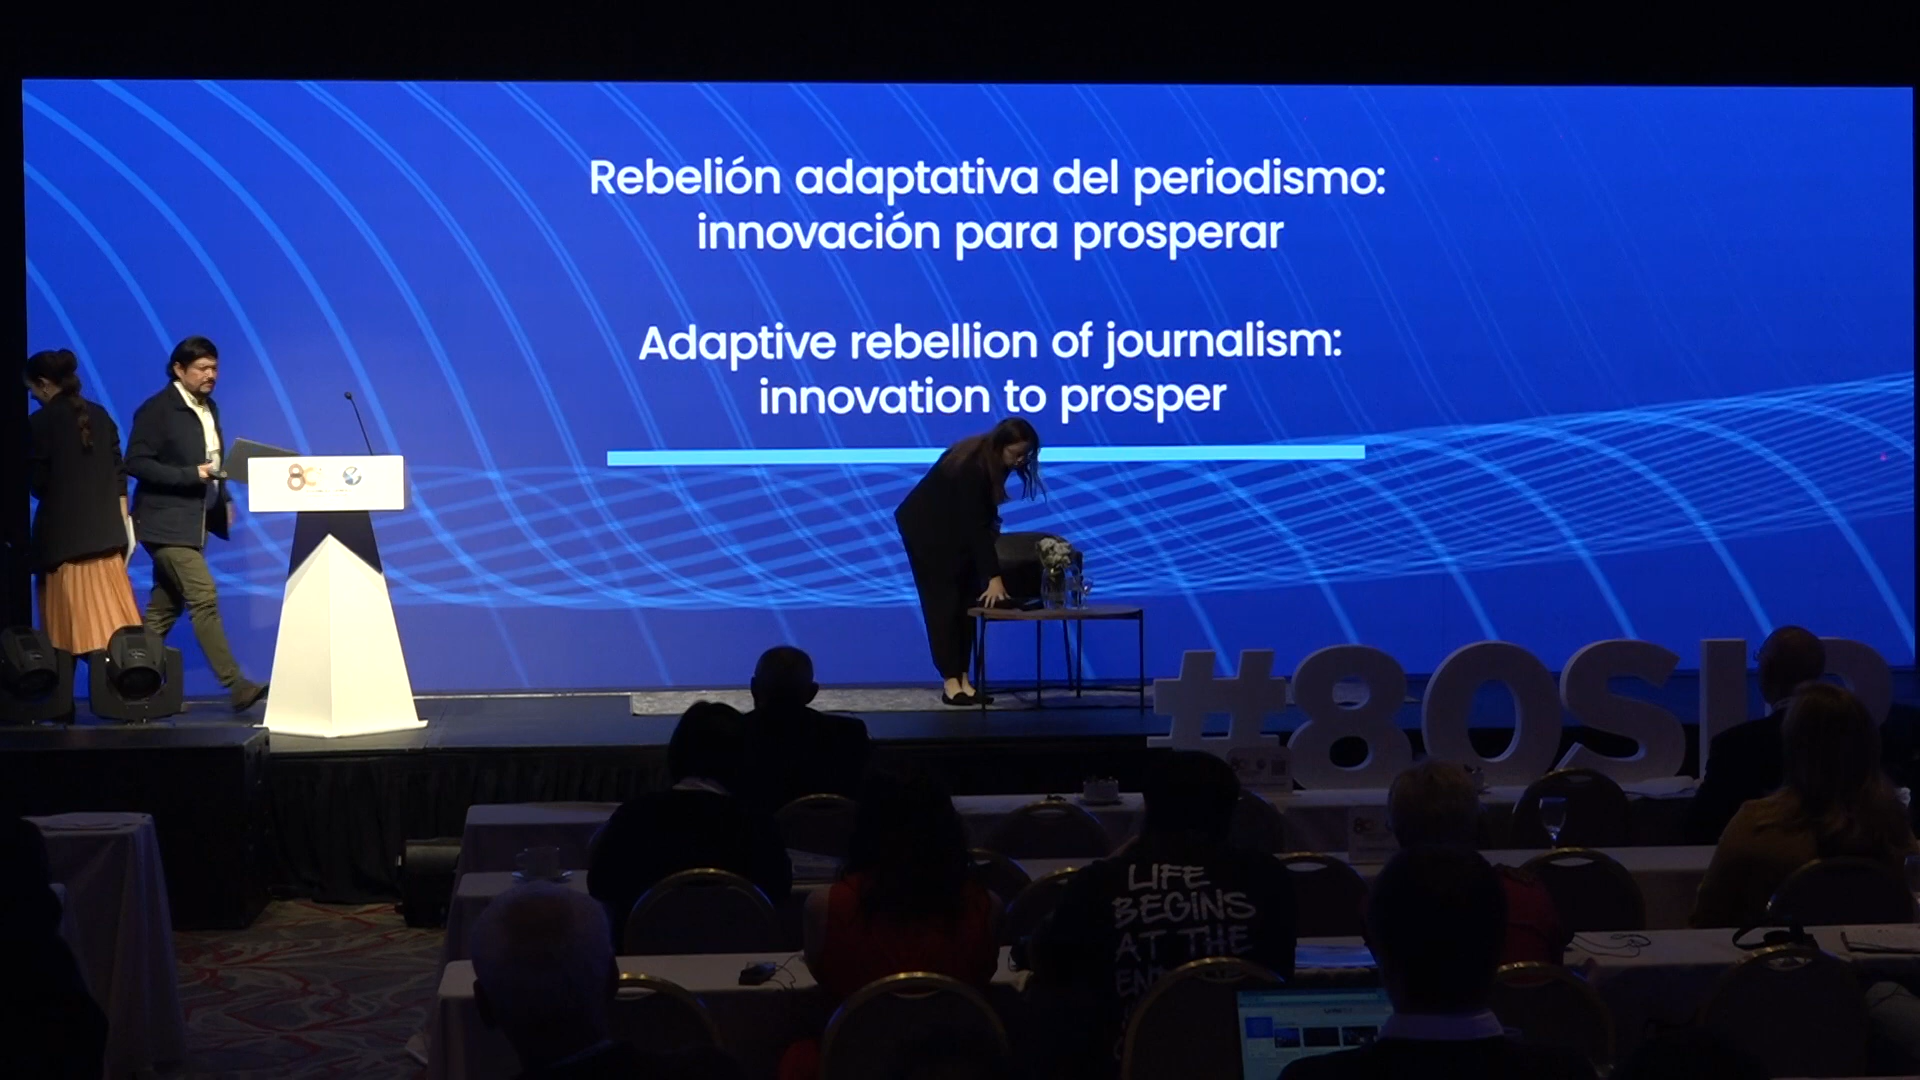 Rebelión adaptativa del periodismo:
innovación para prosperar
Adaptive rebellion of journalism:
innovation to prosper
80
#80SIP
LIFE
BEGINS
AT THE